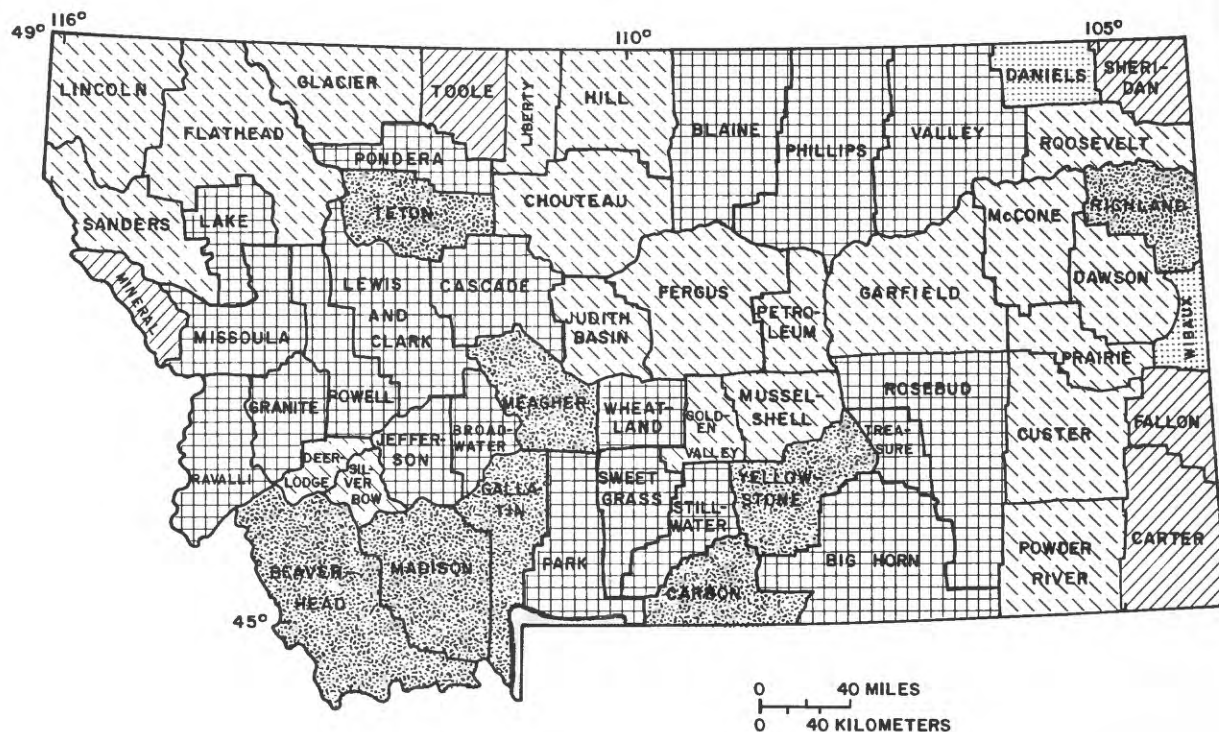 116°
49°
110°
105°
LINCOLN
FLATHEAD
GLACIER
TOOLE
LIBERTY
HILL
BLAINE
PHILLIPS
VALLEY
DANIELS
SHERI-
DAN
ROOSEVELT
PONDERA
TETON
CHOUTEAU
SANDERS
LAKE
McCONE
RICHLAND
MINERAL
LEWIS
AND
CLARK
CASCADE
FERGUS
JUDITH
BASIN
PETRO-
LEUM
GARFIELD
DAWSON
WIBAUX
PRAIRIE
MISSOULA
POWELL
GRANITE
MEAGHER
WHEAT-
LAND
GOLD-
EN
VALLEY
MUSSEL-
SHELL
ROSEBUD
TREA-
SURE
CUSTER
FALLON
RAVALLI
DEER-
LODGE
SIL-
VER
BOW
JEFFER-
SON
BROAD-
WATER
GALLA-
TIN
SWEET
GRASS
STILL-
WATER
YELLOW-
STONE
BEAVER-
HEAD
MADISON
PARK
CARBON
BIG HORN
POWDER
RIVER
CARTER
45°
0 40 MILES
0 40 KILOMETERS